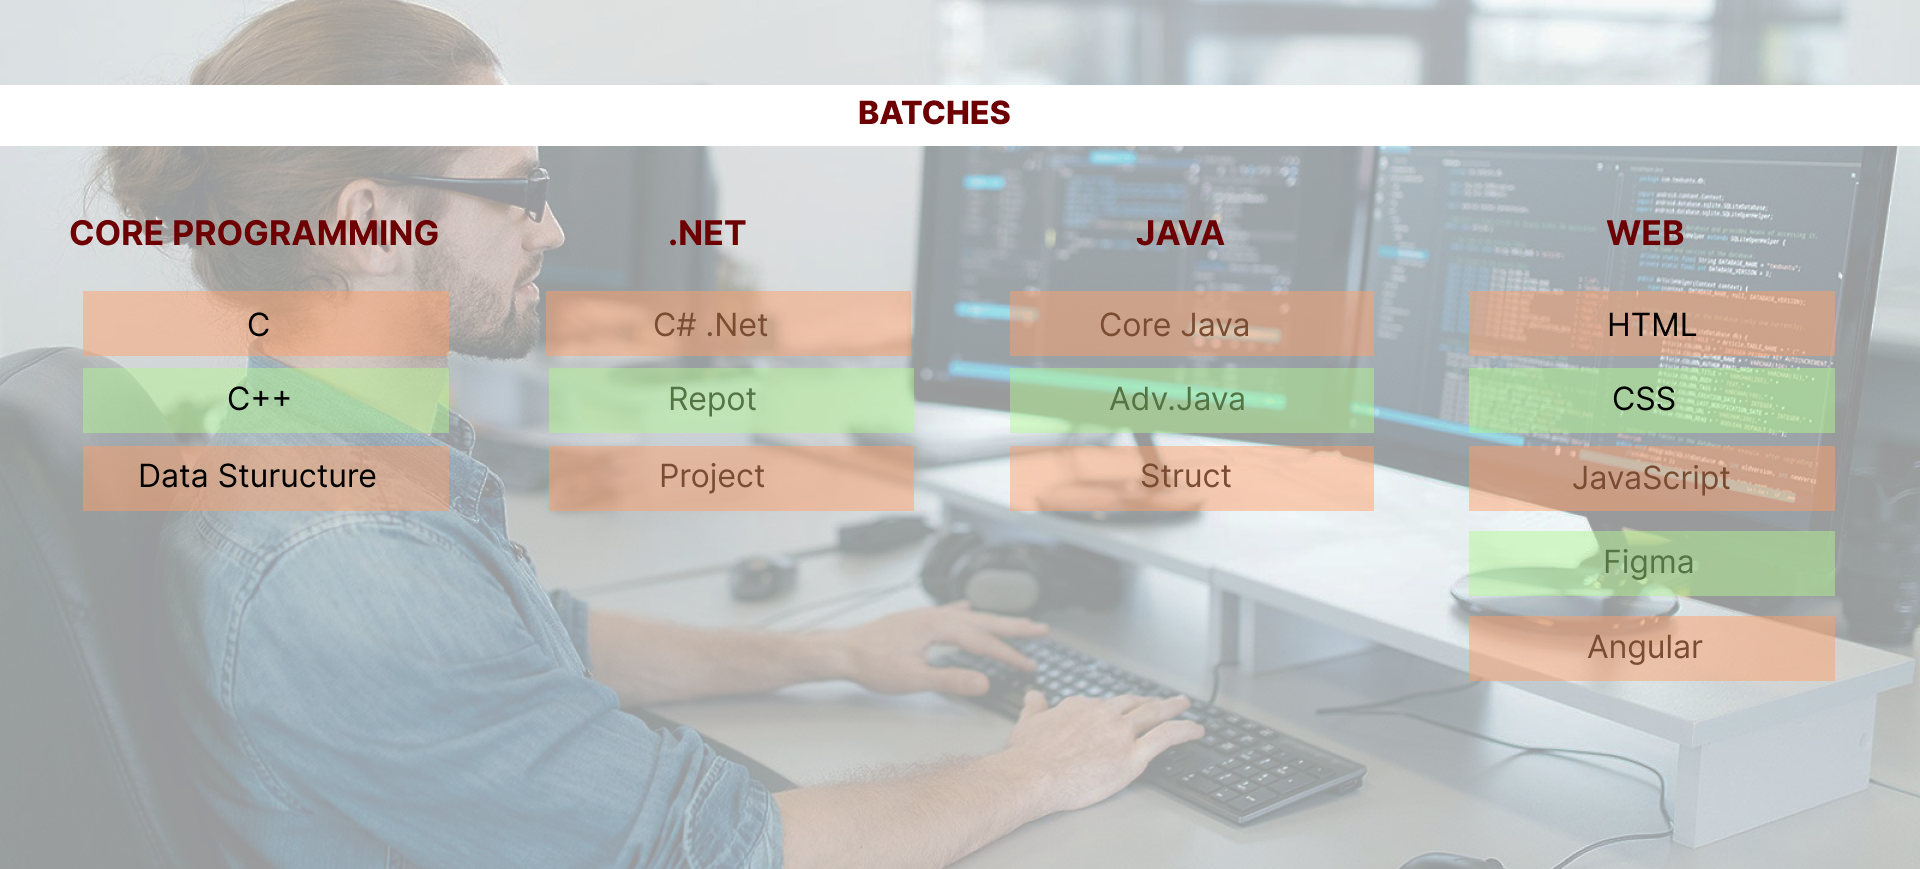 BATCHES
CORE PROGRAMMING
.NET
JAVA
WEB
C
C# .Net
Core Java
HTML
C++
Repot
Adv.Java
CSS
Data Sturucture
Project
Struct
JavaScript
Figma
Angular